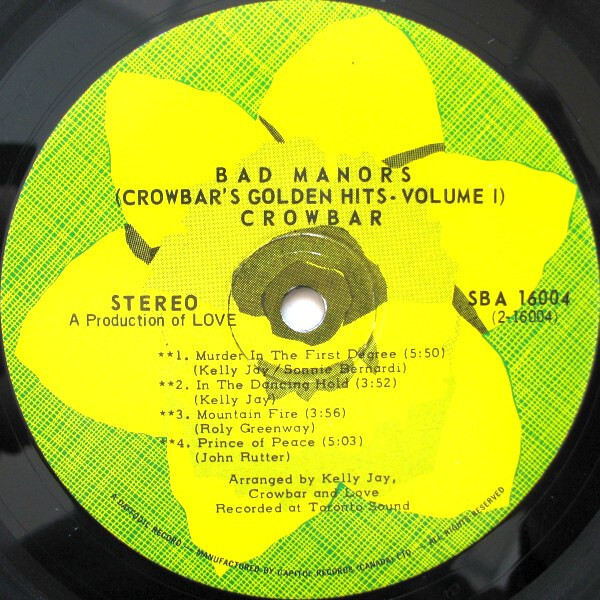 BAD MANORS
(CROWBAR'S GOLDEN HITS - VOLUME I)
CROWBAR
STEREO
A Production of LOVE
SBA 16004
(2-16004)
**1. Murder In The First Degree (5:50)
(Kelly Jay/Sonnie Bernardi)
**2. In The Dancing Hold (3:52)
(Kelly Jay)
**3. Mountain Fire (3:56)
(Roly Greenway)
**4. Prince of Peace (5:03)
(John Rutter)
Arranged by Kelly Jay,
Crowbar and Love
Recorded at Toronto Sound
A DAFFODIL RECORD — MANUFACTURED BY CAPITOL RECORDS (CANADA) LTD. — ALL RIGHTS RESERVED